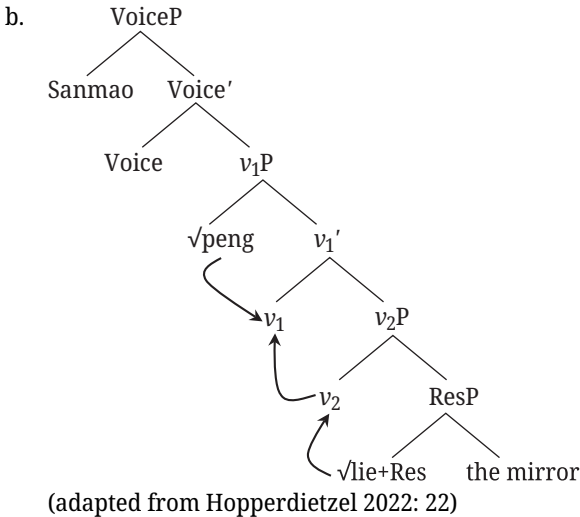 b. VoiceP
Sanmao Voice′
Voice v₁P
√peng v₁′
v₁ v₂P
v₂ ResP
√lie+Res the mirror
(adapted from Hopperdietzel 2022: 22)